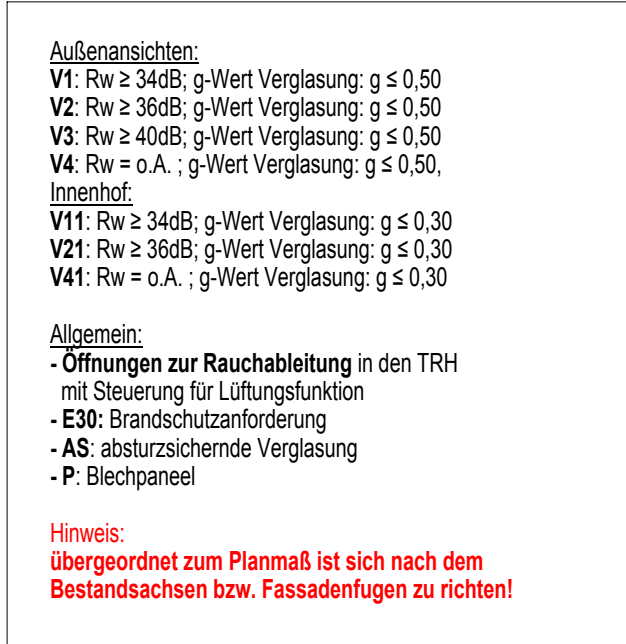 Außenansichten:
V1: Rw ≥ 34dB; g-Wert Verglasung: g ≤ 0,50
V2: Rw ≥ 36dB; g-Wert Verglasung: g ≤ 0,50
V3: Rw ≥ 40dB; g-Wert Verglasung: g ≤ 0,50
V4: Rw = o.A. ; g-Wert Verglasung: g ≤ 0,50,
Innenhof:
V11: Rw ≥ 34dB; g-Wert Verglasung: g ≤ 0,30
V21: Rw ≥ 36dB; g-Wert Verglasung: g ≤ 0,30
V41: Rw = o.A. ; g-Wert Verglasung: g ≤ 0,30
Allgemein:
- Öffnungen zur Rauchableitung in den TRH
mit Steuerung für Lüftungsfunktion
- E30: Brandschutzanforderung
- AS: absturzsichernde Verglasung
- P: Blechpaneel
Hinweis:
übergeordnet zum Planmaß ist sich nach dem
Bestandsachsen bzw. Fassadenfugen zu richten!